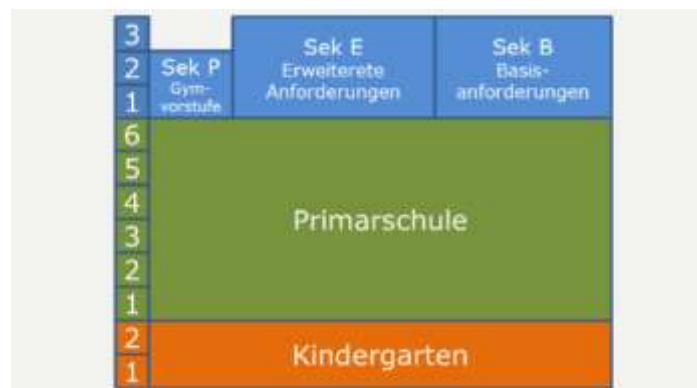 3
2
1
Sek P
Gym-
vorstufe
Sek E
Erweiterete
Anforderungen
Sek B
Basis-
anforderungen
6
5
4
3
2
1
Primarschule
2
1
Kindergarten